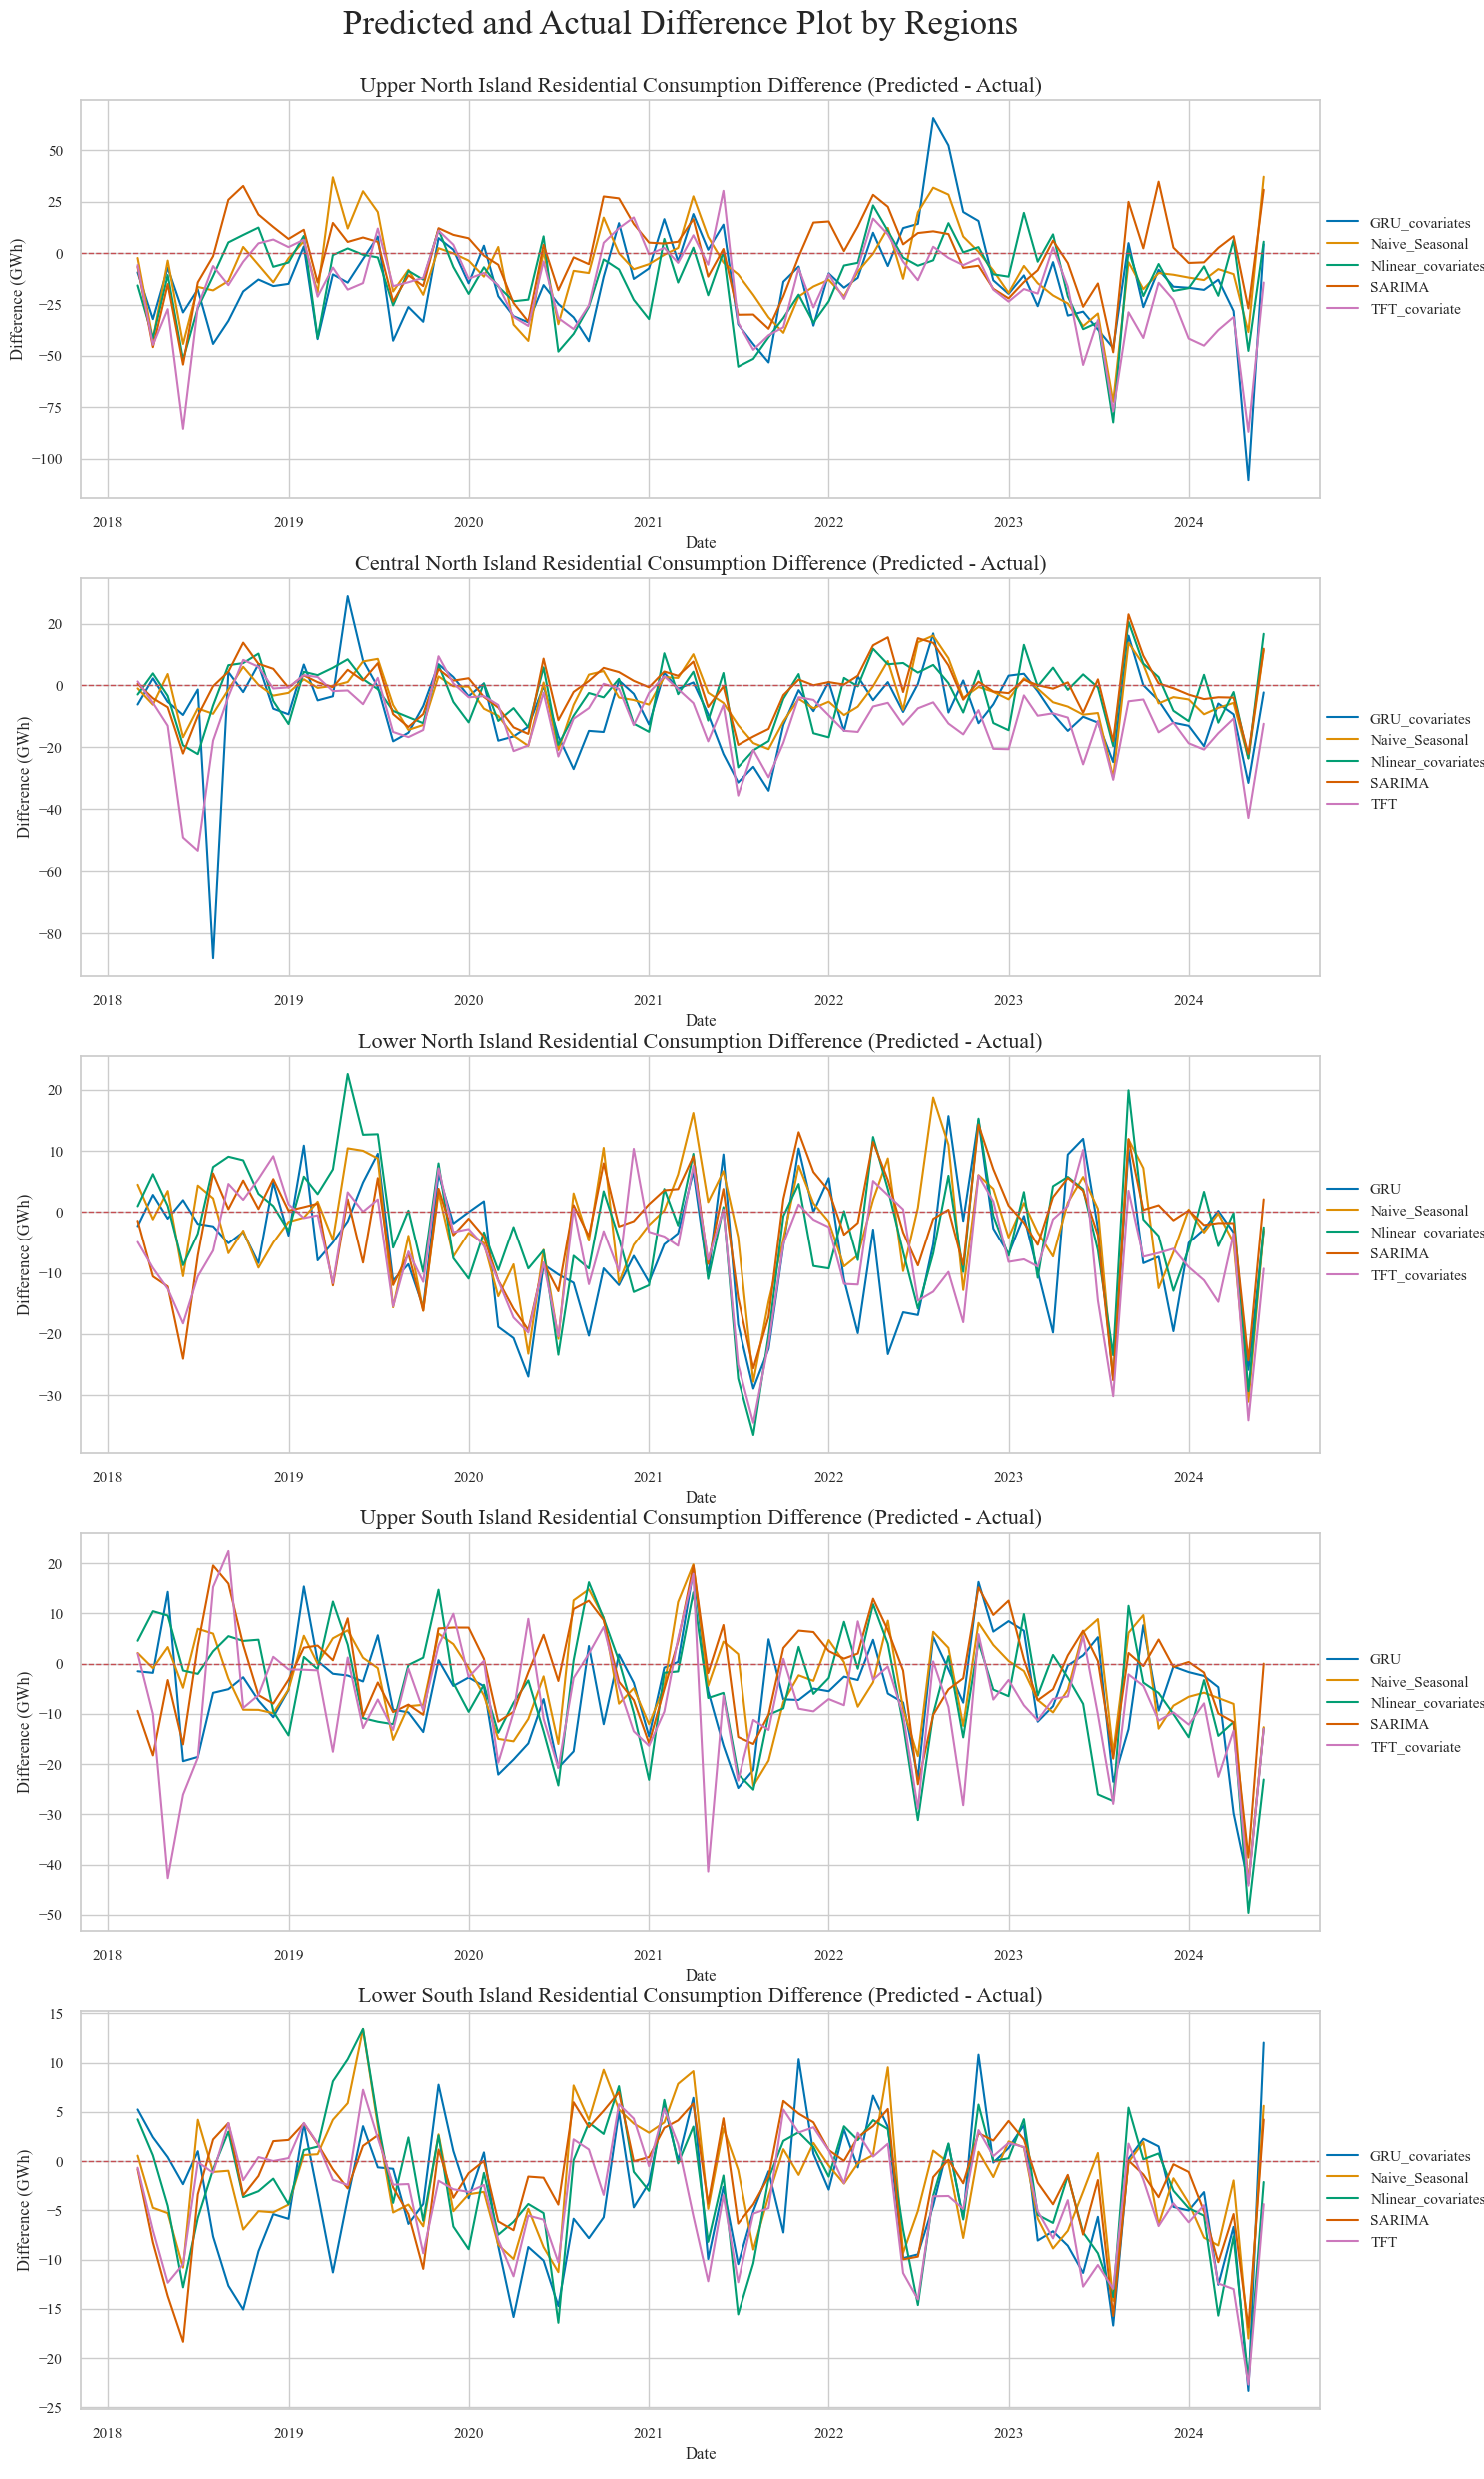 Predicted and Actual Difference Plot by Regions
Upper North Island Residential Consumption Difference (Predicted - Actual)
Difference (GWh)
50
25
0
−25
−50
−75
−100
2018 2019 2020 2021 2022 2023 2024
Date
GRU_covariates
Naive_Seasonal
Nlinear_covariates
SARIMA
TFT_covariate
Central North Island Residential Consumption Difference (Predicted - Actual)
Difference (GWh)
20
0
−20
−40
−60
−80
2018 2019 2020 2021 2022 2023 2024
Date
GRU_covariates
Naive_Seasonal
Nlinear_covariates
SARIMA
TFT
Lower North Island Residential Consumption Difference (Predicted - Actual)
Difference (GWh)
20
10
0
−10
−20
−30
2018 2019 2020 2021 2022 2023 2024
Date
GRU
Naive_Seasonal
Nlinear_covariates
SARIMA
TFT_covariates
Upper South Island Residential Consumption Difference (Predicted - Actual)
Difference (GWh)
20
10
0
−10
−20
−30
−40
−50
2018 2019 2020 2021 2022 2023 2024
Date
GRU
Naive_Seasonal
Nlinear_covariates
SARIMA
TFT_covariate
Lower South Island Residential Consumption Difference (Predicted - Actual)
Difference (GWh)
15
10
5
0
−5
−10
−15
−20
−25
2018 2019 2020 2021 2022 2023 2024
Date
GRU_covariates
Naive_Seasonal
Nlinear_covariates
SARIMA
TFT